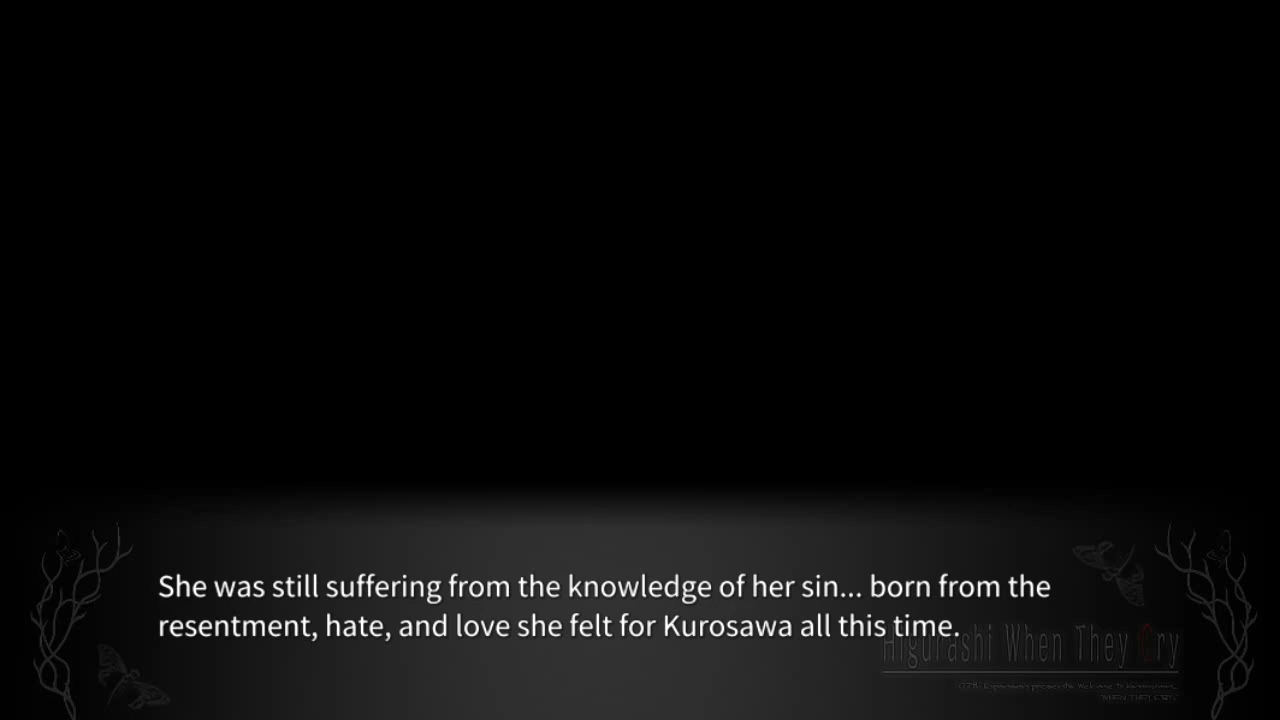 She was still suffering from the knowledge of her sin... born from the
resentment, hate, and love she felt for Kurosawa all this time.
Higurashi When They Cry